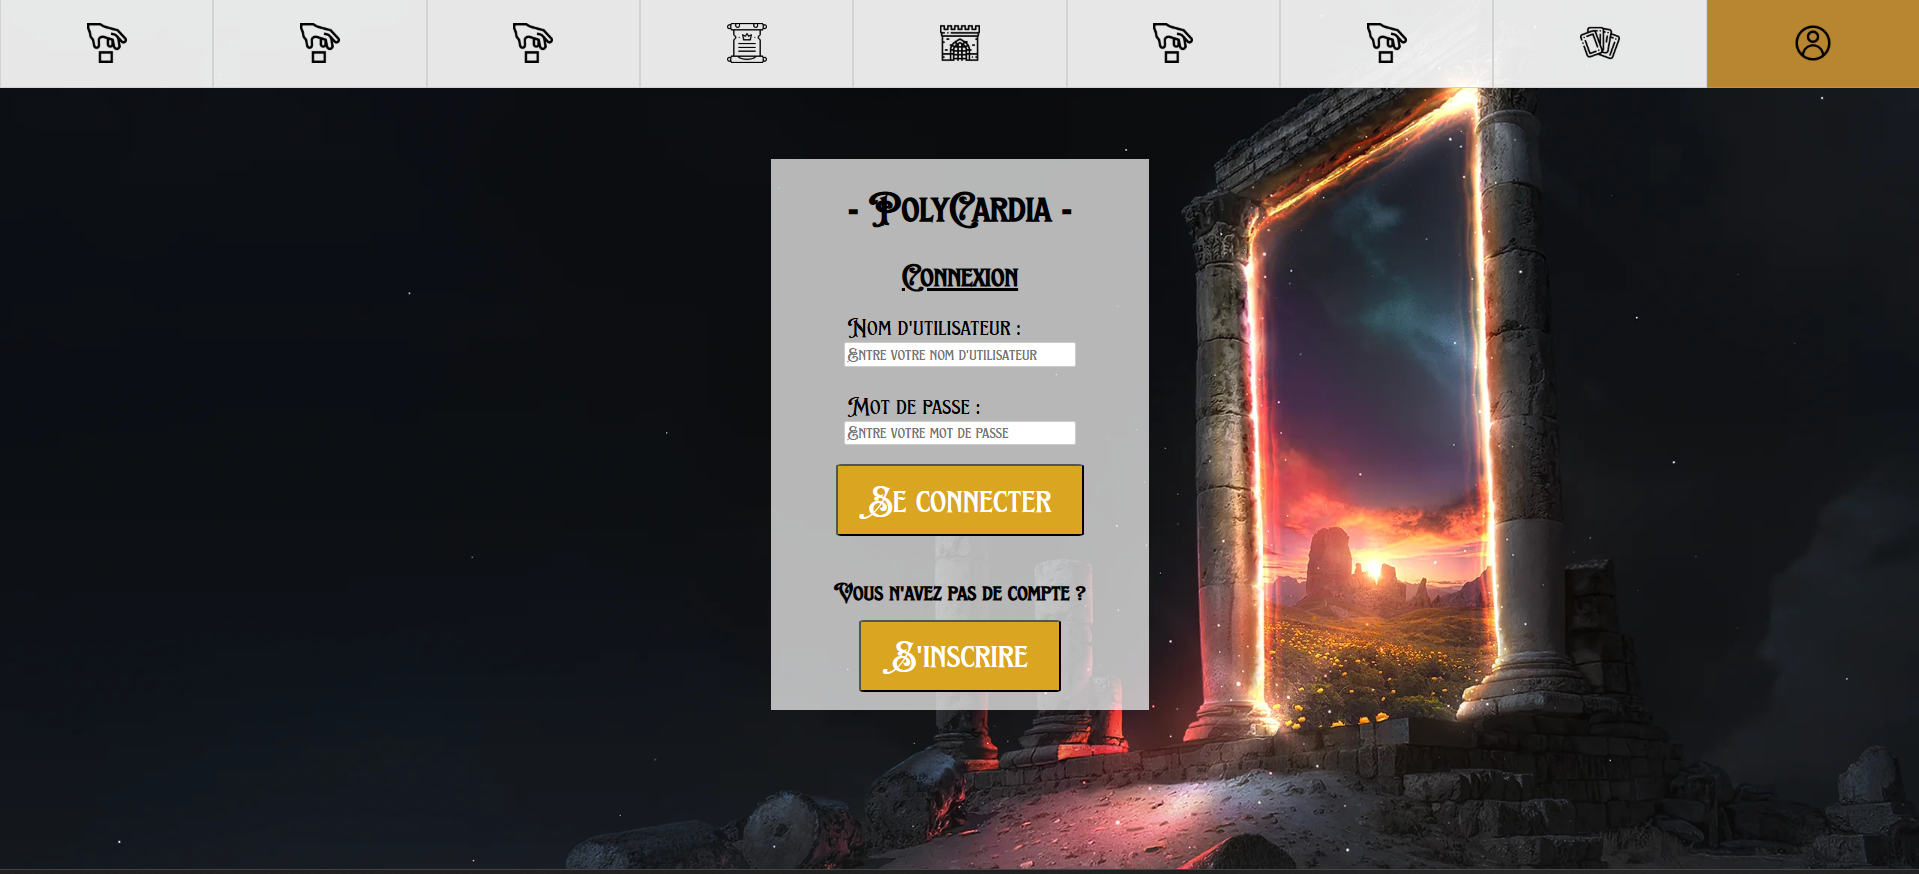 - PolyCardia -
Connexion
Nom d'utilisateur :
Entre votre nom d'utilisateur
Mot de passe :
Entre votre mot de passe
Se connecter
Vous n'avez pas de compte ?
S'inscrire